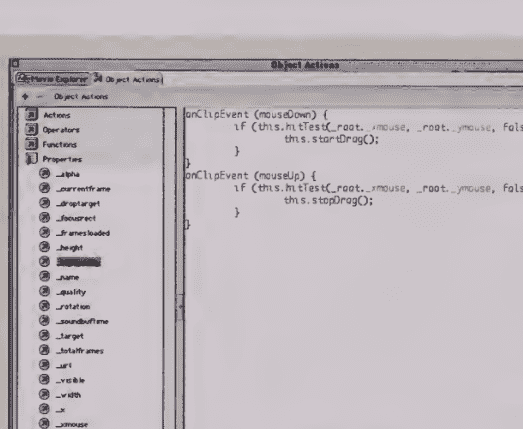 Object Actions
Movie Explorer Object Actions
+ - Object Actions
Actions
Operators
Functions
Properties
_alpha
_currentframe
_droptarget
_focusrect
_framesloaded
_height
_name
_quality
_rotation
_soundbuftime
_target
_totalframes
_url
_visible
_width
_x
_xmouse
onClipEvent (mouseDown) {
if (this.hitTest(_root._xmouse, _root._ymouse, fals
this.startDrag();
}
}
onClipEvent (mouseUp) {
if (this.hitTest(_root._xmouse, _root._ymouse, fals
this.stopDrag();
}
}